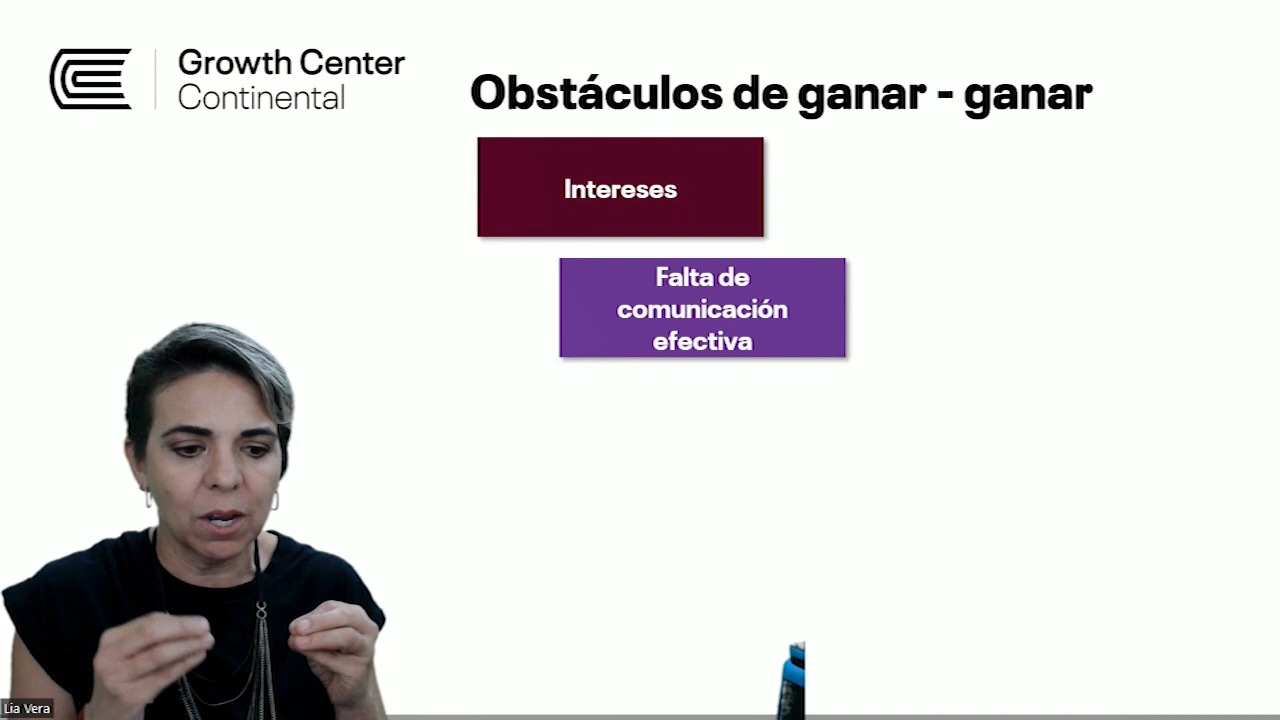 Growth Center
Continental
Obstáculos de ganar - ganar
Intereses
Falta de
comunicación
efectiva
Lia Vera